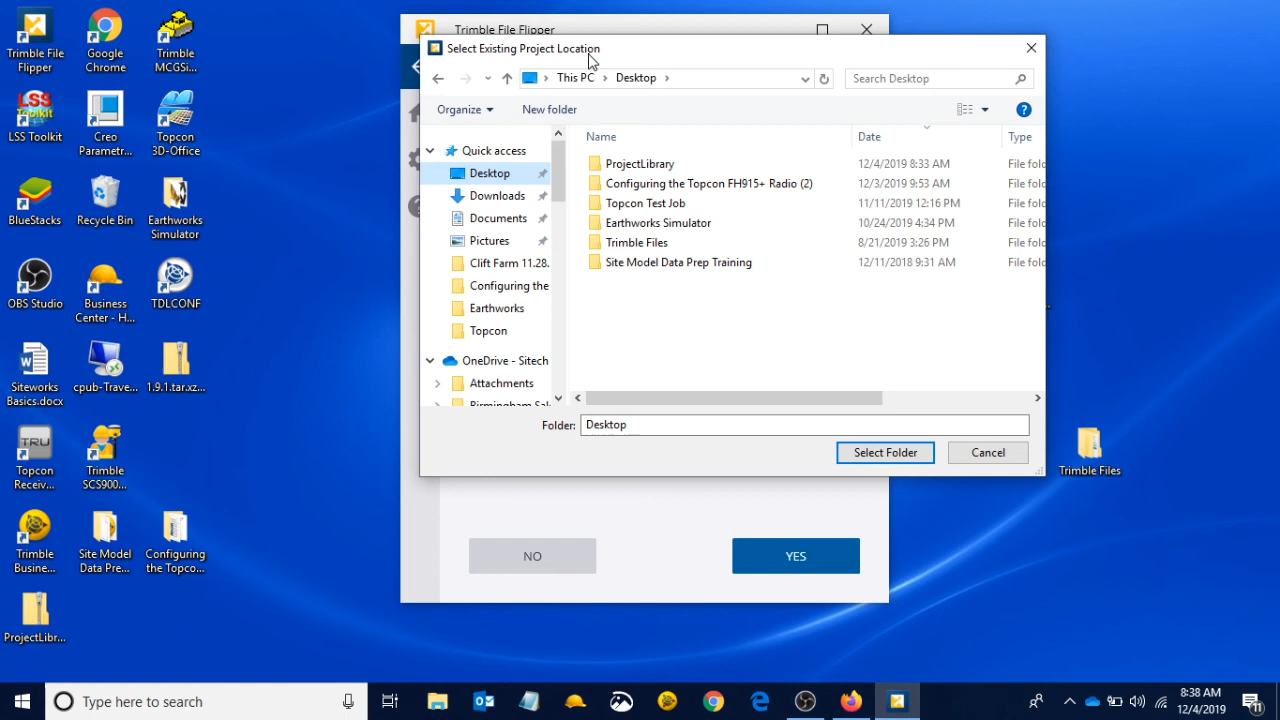 Trimble File
Flipper
Google
Chrome
Trimble
MCGSi...
LSS Toolkit
Creo
Parametr...
Topcon
3D-Office
BlueStacks
Recycle Bin
Earthworks
Simulator
OBS Studio
Business
Center - H...
TDLCONF
Siteworks
Basics.docx
cpub-Trave...
1.9.1.tar.xz...
TRU
Topcon
Receiv...
Trimble
SCS900...
Trimble
Busine...
Site Model
Data Pre...
Configuring
the Topco...
ProjectLibr...
Trimble File Flipper
Select Existing Project Location
This PC
Desktop
Search Desktop
Organize
New folder
Quick access
Desktop
Downloads
Documents
Pictures
Clift Farm 11.28.
Configuring the
Earthworks
Topcon
OneDrive - Sitech
Attachments
Name Date Type
ProjectLibrary 12/4/2019 8:33 AM File fold
Configuring the Topcon FH915+ Radio (2) 12/3/2019 9:53 AM File fold
Topcon Test Job 11/11/2019 12:16 PM File fold
Earthworks Simulator 10/24/2019 4:34 PM File fold
Trimble Files 8/21/2019 3:26 PM File fold
Site Model Data Prep Training 12/11/2018 9:31 AM File fold
Folder: Desktop
Select Folder
Cancel
NO
YES
Trimble Files
Type here to search
8:38 AM
12/4/2019
11